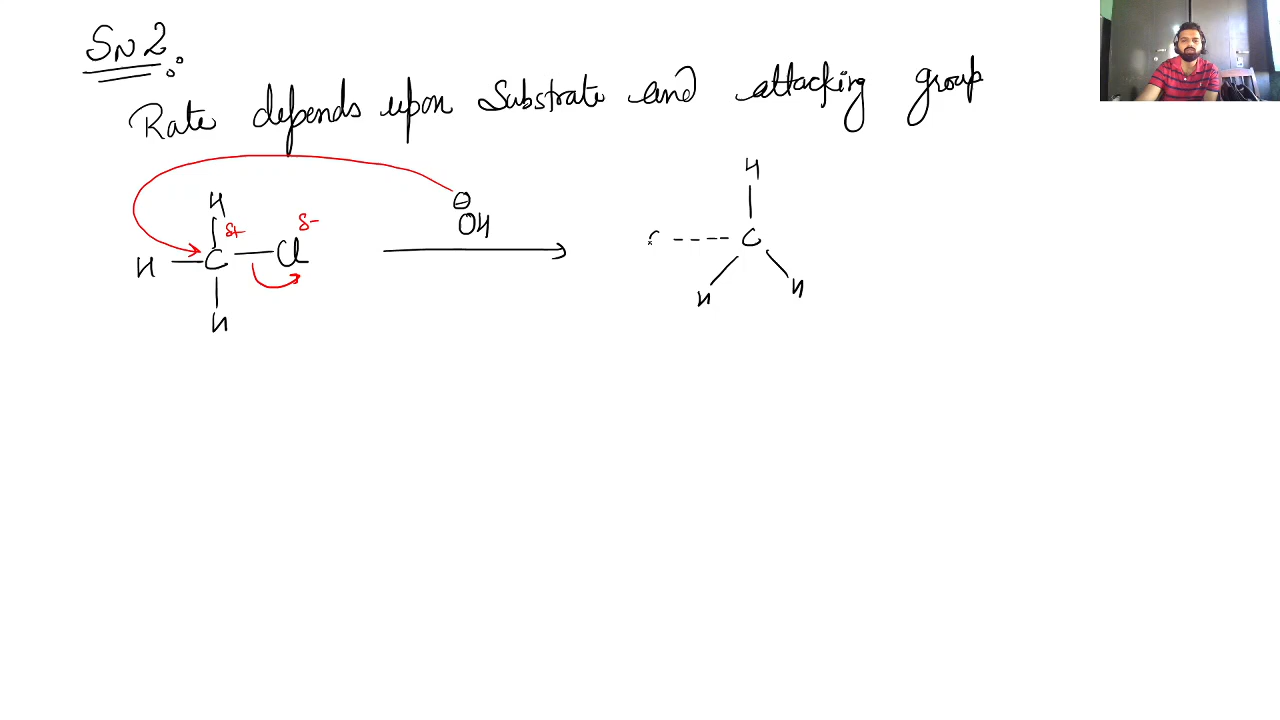 SN2:
Rate depends upon Substrate and attacking group
H H
⊖
δ+ δ- OH
H C Cl C
H H H